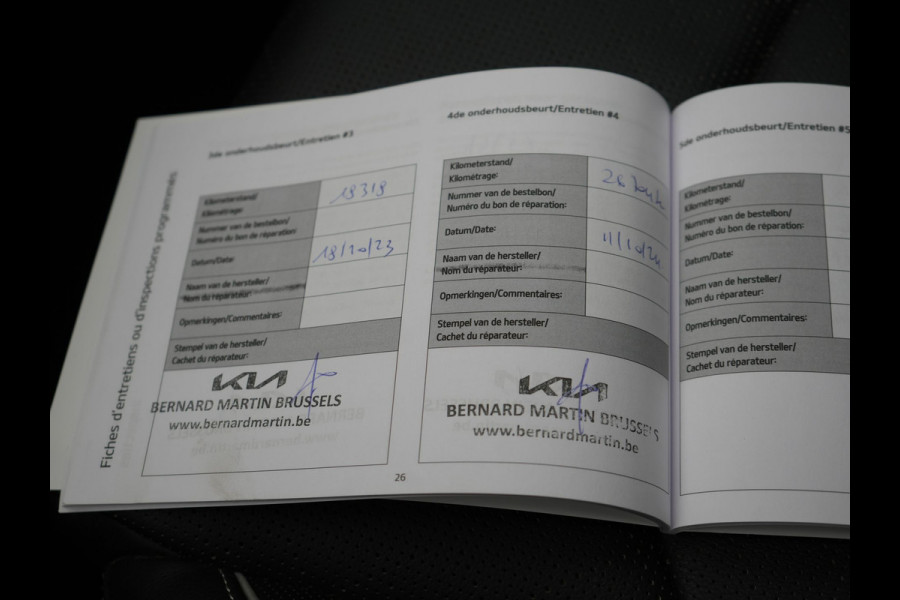 Fiches d'entretiens ou d'inspections programmés
3de onderhoudsbeurt/Entretien #3
Kilometerstand/
Kilométrage:
18318
Nummer van de bestelbon/
Numéro du bon de réparation:
Datum/Date:
18/10/23
Naam van de hersteller/
Nom du réparateur:
Opmerkingen/Commentaires:
Stempel van de hersteller/
Cachet du réparateur:
KIA
BERNARD MARTIN BRUSSELS
www.bernardmartin.be
26
4de onderhoudsbeurt/Entretien #4
Kilometerstand/
Kilométrage:
Nummer van de bestelbon/
Numéro du bon de réparation:
Datum/Date:
11/10/24
Naam van de hersteller/
Nom du réparateur:
Opmerkingen/Commentaires:
Stempel van de hersteller/
Cachet du réparateur:
KIA
BERNARD MARTIN BRUSSELS
www.bernardmartin.be
5de onderhoudsbeurt/Entretien #5
Kilometerstand/
Kilométrage:
Nummer van de bestelbon/
Numéro du bon de réparation:
Datum/Date:
Naam van de hersteller/
Nom du réparateur:
Opmerkingen/Commentaires:
Stempel van de hersteller/
Cachet du réparateur: